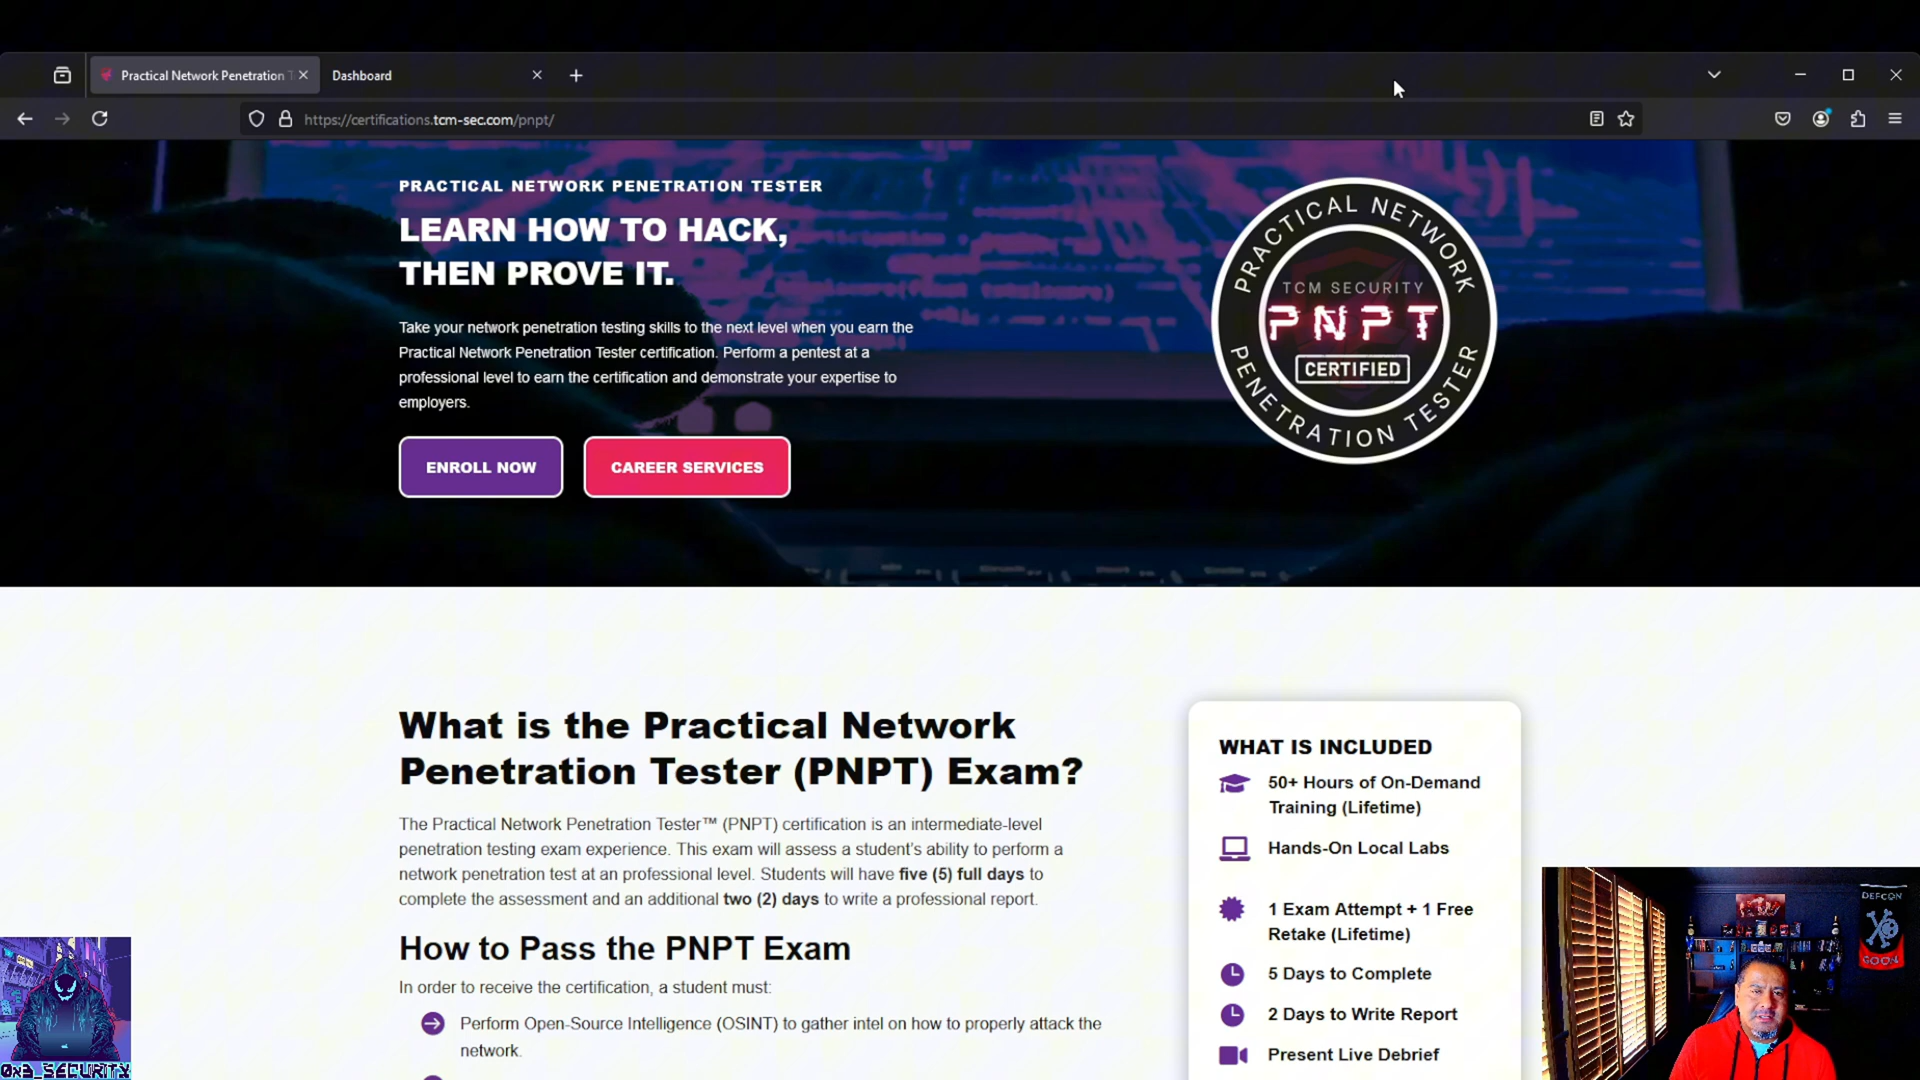 Practical Network Penetration T
Dashboard
https://certifications.tcm-sec.com/pnpt/
PRACTICAL NETWORK PENETRATION TESTER
LEARN HOW TO HACK,
THEN PROVE IT.
Take your network penetration testing skills to the next level when you earn the
Practical Network Penetration Tester certification. Perform a pentest at a
professional level to earn the certification and demonstrate your expertise to
employers.
ENROLL NOW
CAREER SERVICES
PRACTICAL NETWORK
TCM SECURITY
PNPT
CERTIFIED
PENETRATION TESTER
What is the Practical Network
Penetration Tester (PNPT) Exam?
The Practical Network Penetration Tester™ (PNPT) certification is an intermediate-level
penetration testing exam experience. This exam will assess a student's ability to perform a
network penetration test at an professional level. Students will have five (5) full days to
complete the assessment and an additional two (2) days to write a professional report.
How to Pass the PNPT Exam
In order to receive the certification, a student must:
Perform Open-Source Intelligence (OSINT) to gather intel on how to properly attack the
network.
WHAT IS INCLUDED
50+ Hours of On-Demand
Training (Lifetime)
Hands-On Local Labs
1 Exam Attempt + 1 Free
Retake (Lifetime)
5 Days to Complete
2 Days to Write Report
Present Live Debrief
0x3_SECURITY
DEFCON
GOON